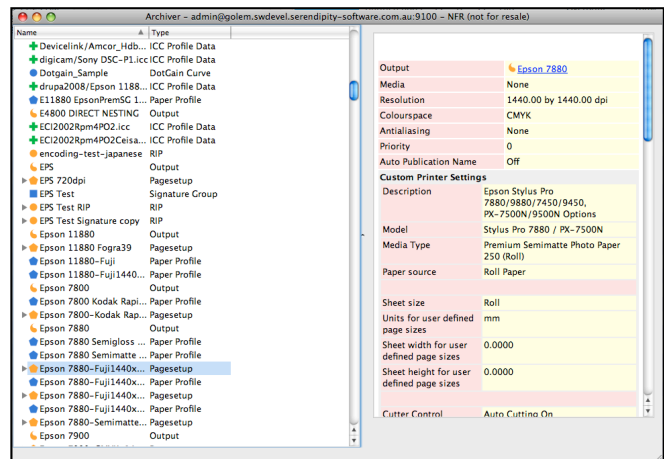 Archiver – admin@golem.swdevel.serendipity-software.com.au:9100 – NFR (not for resale)
Name Type
Devicelink/Amcor_Hdb... ICC Profile Data
digicam/Sony DSC-P1.icc ICC Profile Data
Dotgain_Sample DotGain Curve
drupa2008/Epson 1188... ICC Profile Data
E11880 EpsonPremSG 1... Paper Profile
E4800 DIRECT NESTING Output
ECI2002Rpm4PO2.icc ICC Profile Data
ECI2002Rpm4PO2Ceisa... ICC Profile Data
encoding-test-japanese RIP
EPS Output
EPS 720dpi Pagesetup
EPS Test Signature Group
EPS Test RIP RIP
EPS Test Signature copy RIP
Epson 11880 Output
Epson 11880 Fogra39 Pagesetup
Epson 11880-Fuji Paper Profile
Epson 11880-Fuji1440... Paper Profile
Epson 7800 Output
Epson 7800 Kodak Rapi... Paper Profile
Epson 7800-Kodak Rap... Pagesetup
Epson 7880 Output
Epson 7880 Semigloss ... Paper Profile
Epson 7880 Semimatte ... Paper Profile
Epson 7880-Fuji1440x... Pagesetup
Epson 7880-Fuji1440x... Paper Profile
Epson 7880-Fuji1440x... Pagesetup
Epson 7880-Fuji1440x... Paper Profile
Epson 7880-Semimatte... Pagesetup
Epson 7900 Output
Output Epson 7880
Media None
Resolution 1440.00 by 1440.00 dpi
Colourspace CMYK
Antialiasing None
Priority 0
Auto Publication Name Off
Custom Printer Settings
Description Epson Stylus Pro
7880/9880/7450/9450,
PX-7500N/9500N Options
Model Stylus Pro 7880 / PX-7500N
Media Type Premium Semimatte Photo Paper
250 (Roll)
Paper source Roll Paper
Sheet size Roll
Units for user defined mm
page sizes
Sheet width for user 0.0000
defined page sizes
Sheet height for user 0.0000
defined page sizes
Cutter Control Auto Cutting On